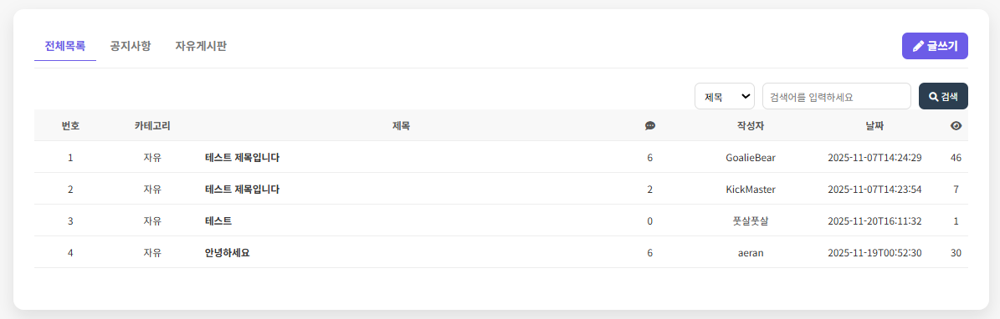 전체목록 공지사항 자유게시판 글쓰기
제목 검색어를 입력하세요 검색
번호 카테고리 제목 작성자 날짜
1 자유 테스트 제목입니다 6 GoalieBear 2025-11-07T14:24:29 46
2 자유 테스트 제목입니다 2 KickMaster 2025-11-07T14:23:54 7
3 자유 테스트 0 풋살풋살 2025-11-20T16:11:32 1
4 자유 안녕하세요 6 aeran 2025-11-19T00:52:30 30